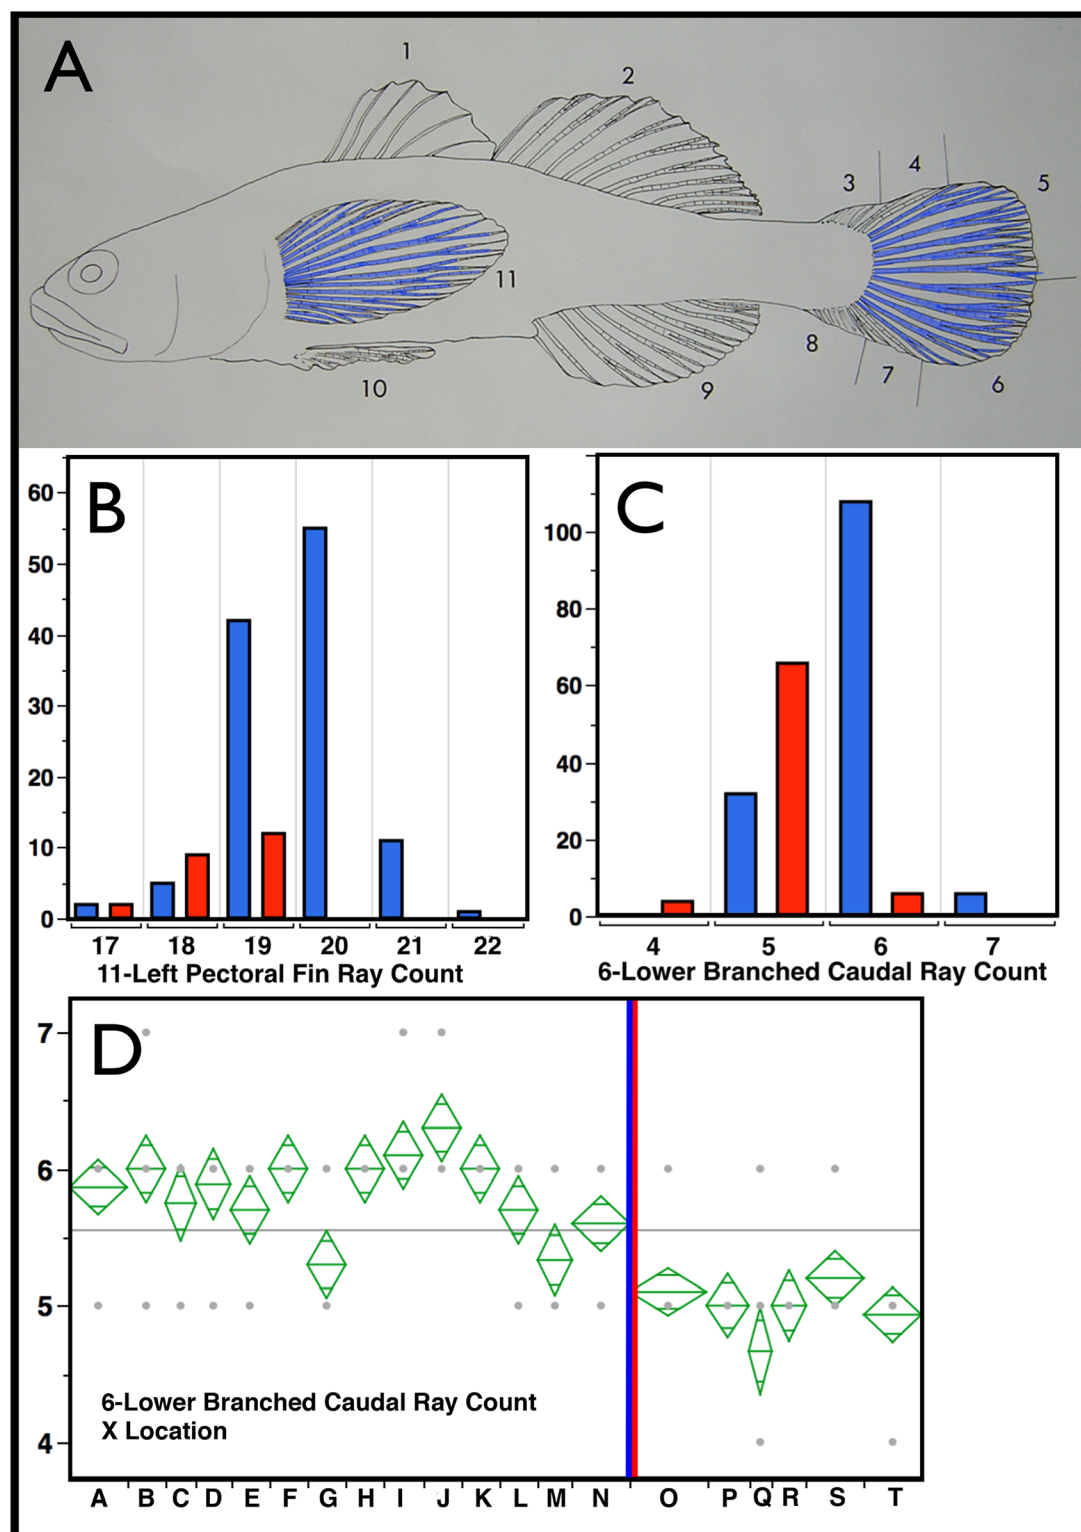 A
1
2
3
4
5
6
7
8
9
10
11
B
60
50
40
30
20
10
0
17 18 19 20 21 22
11-Left Pectoral Fin Ray Count
C
100
80
60
40
20
0
4 5 6 7
6-Lower Branched Caudal Ray Count
D
7
6
5
4
6-Lower Branched Caudal Ray Count
X Location
A B C D E F G H I J K L M N O P Q R S T